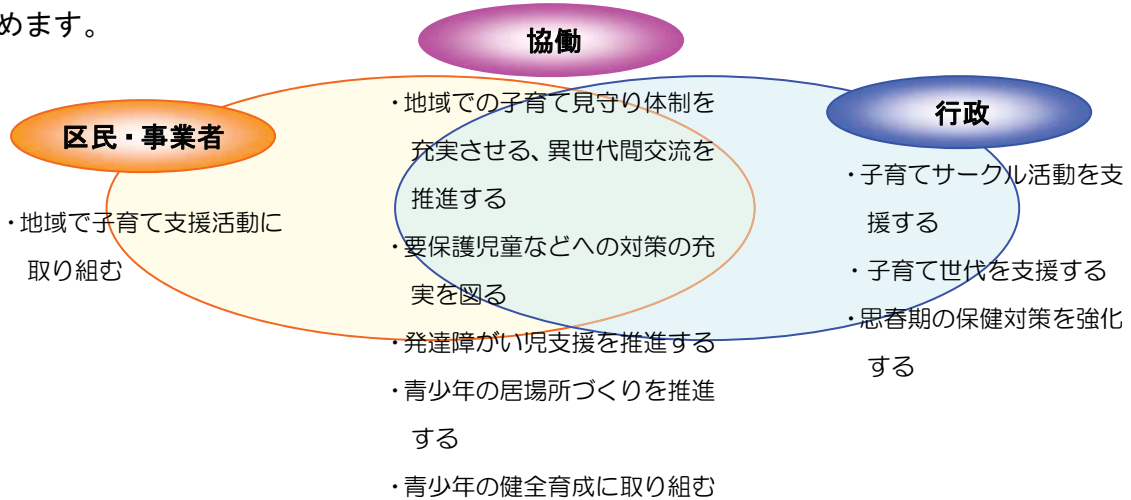 めます。
協働
区民・事業者
・地域で子育て支援活動に
取り組む
・地域での子育て見守り体制を
充実させる、異世代間交流を
推進する
・要保護児童などへの対策の充
実を図る
・発達障がい児支援を推進する
・青少年の居場所づくりを推進
する
・青少年の健全育成に取り組む
行政
・子育てサークル活動を支
援する
・子育て世代を支援する
・思春期の保健対策を強化
する